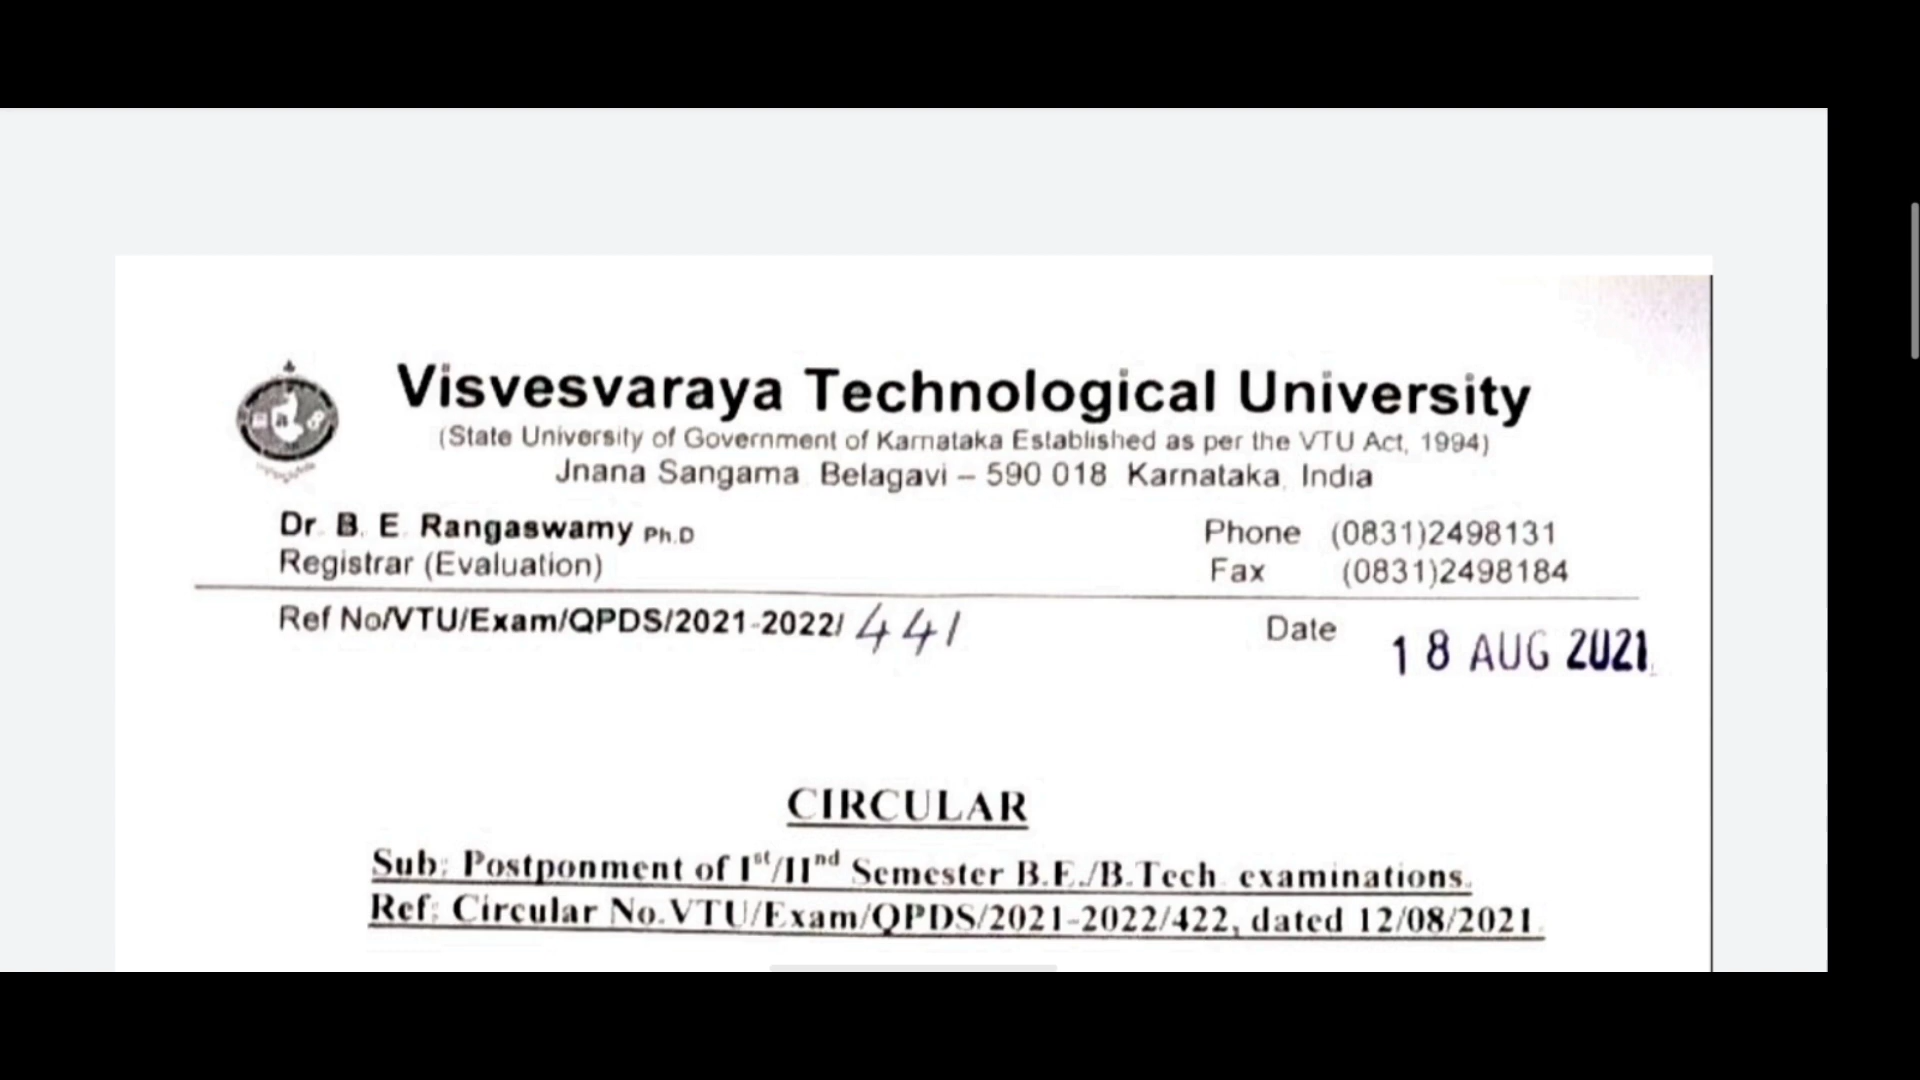 Visvesvaraya Technological University
(State University of Government of Karnataka Established as per the VTU Act, 1994)
Jnana Sangama Belagavi – 590 018 Karnataka, India
Dr. B. E. Rangaswamy Ph.D
Registrar (Evaluation)
Phone (0831)2498131
Fax (0831)2498184
Ref No/VTU/Exam/QPDS/2021-2022/ 441
Date 18 AUG 2021
CIRCULAR
Sub: Postponment of Ist/IInd Semester B.E./B.Tech. examinations.
Ref: Circular No.VTU/Exam/QPDS/2021-2022/422, dated 12/08/2021.